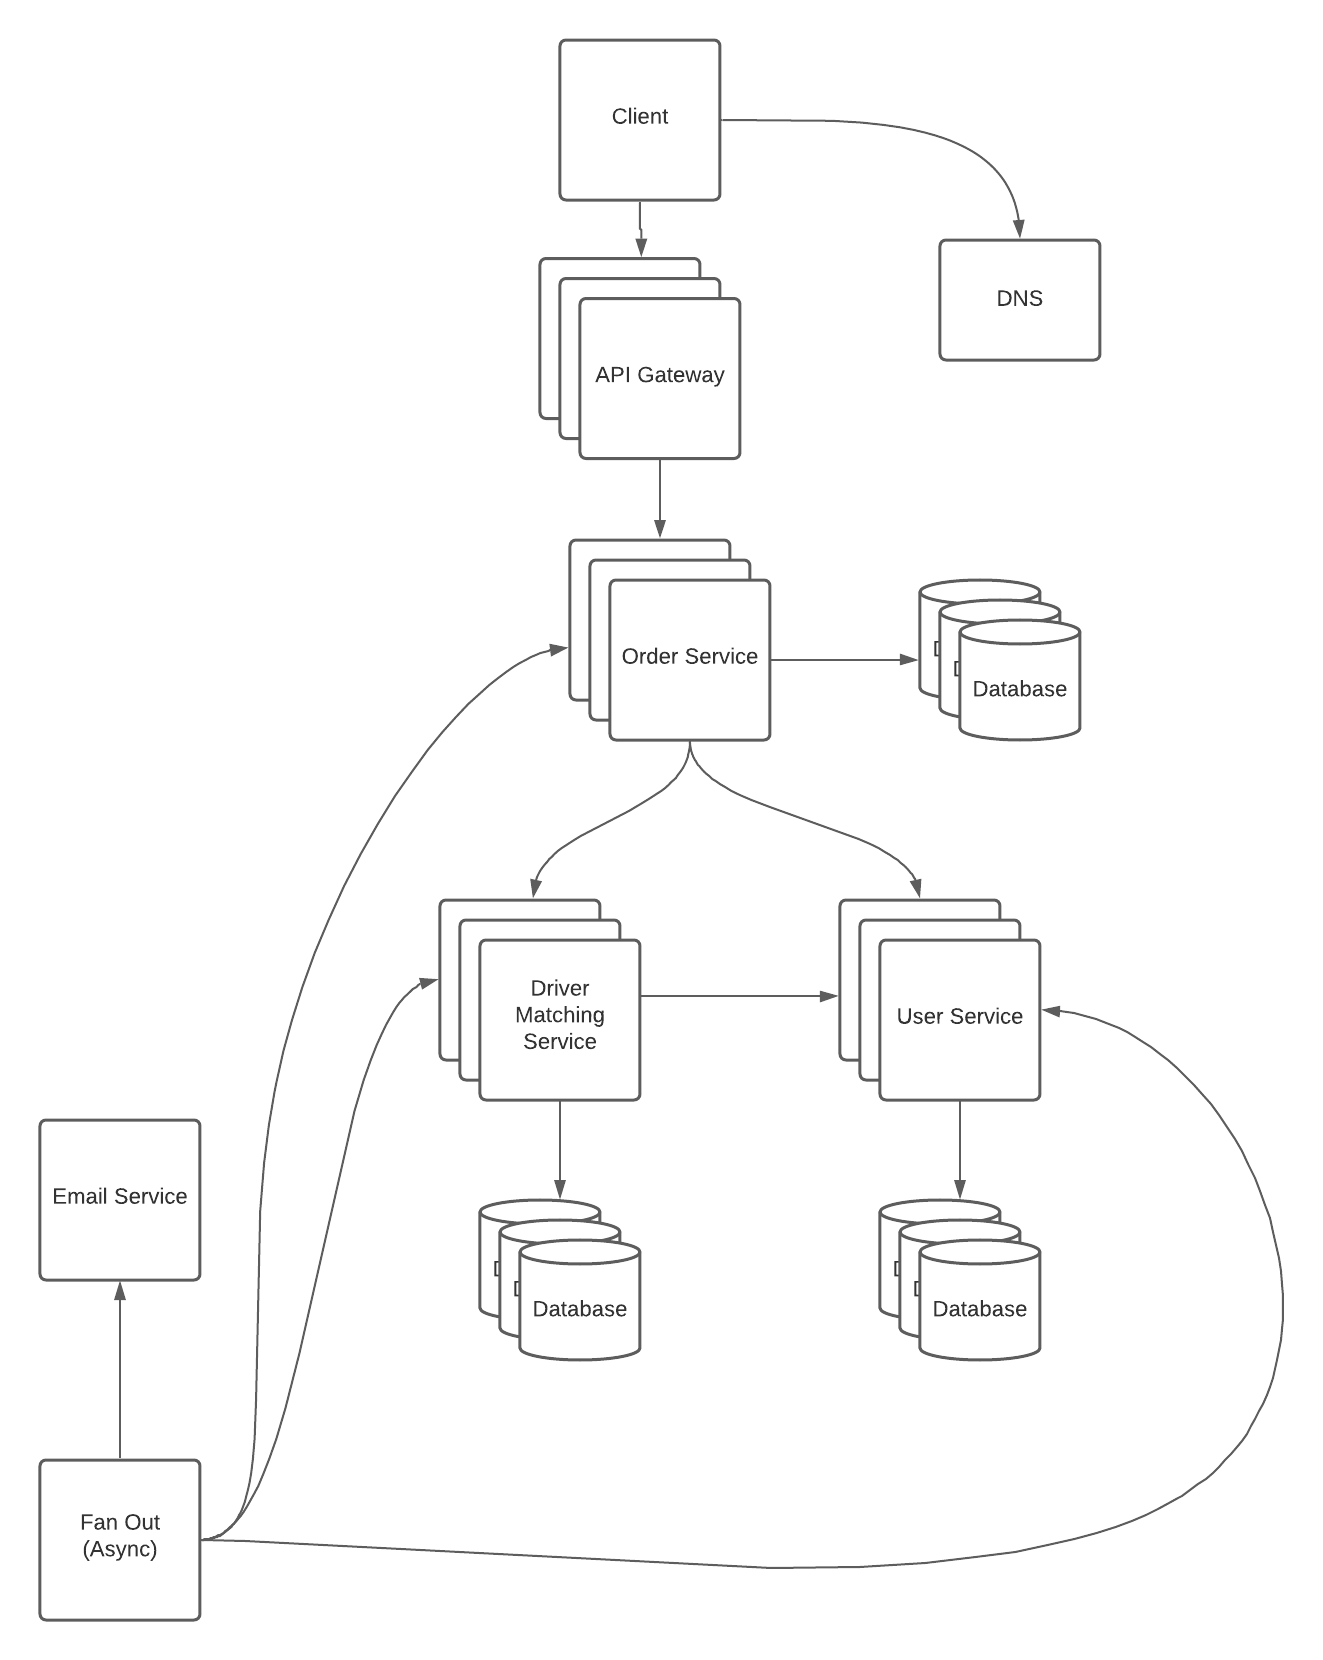 Client
DNS
API Gateway
Order Service
Database
Driver
Matching
Service
User Service
Email Service
Database
Database
Fan Out
(Async)